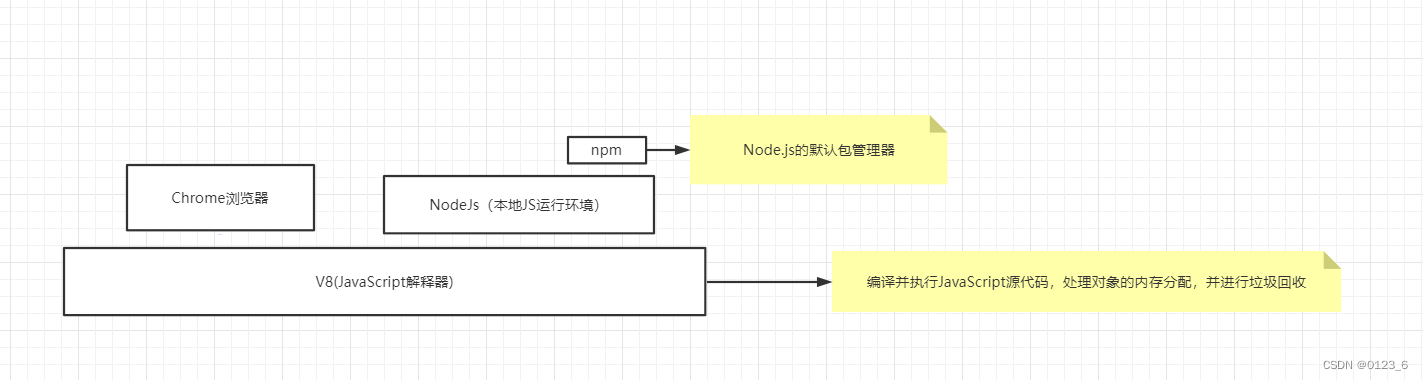 npm
Node.js的默认包管理器
Chrome浏览器
NodeJs（本地JS运行环境）
V8(JavaScript解释器)
编译并执行JavaScript源代码，处理对象的内存分配，并进行垃圾回收
CSDN @0123_6